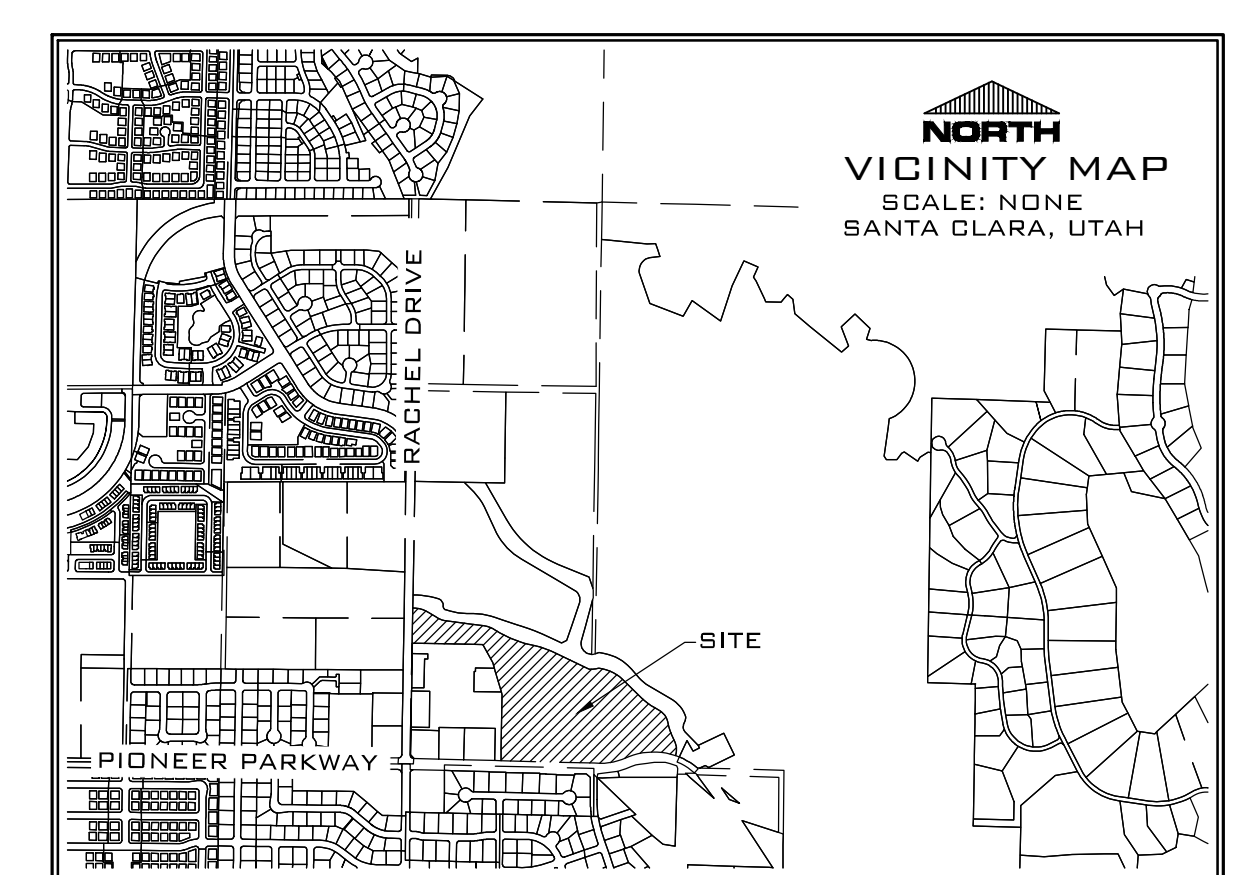 NORTH
VICINITY MAP
SCALE: NONE
SANTA CLARA, UTAH
RACHEL DRIVE
SITE
PIONEER PARKWAY